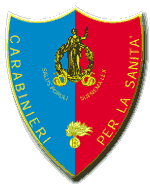 CARABINIERI
PER LA SANITA'
SALUS POPULI
SUPREMA LEX